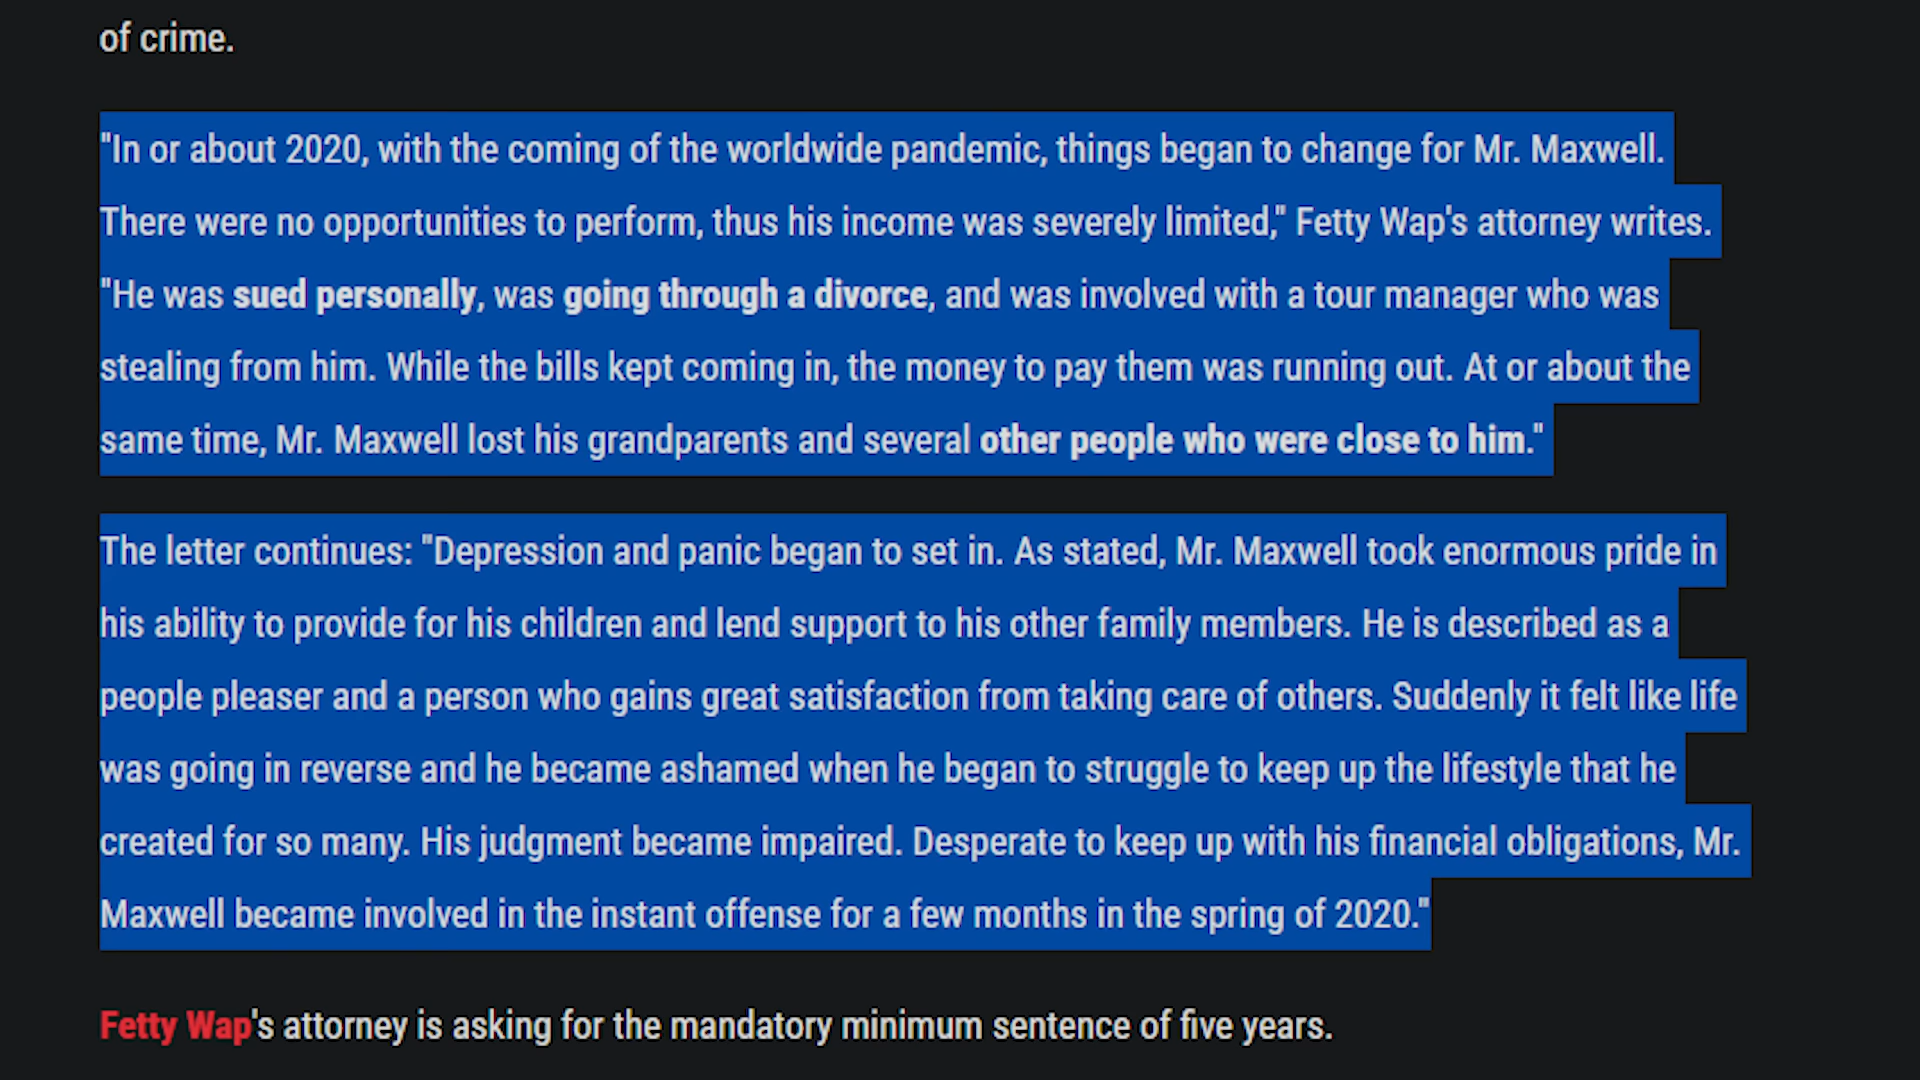 of crime.
"In or about 2020, with the coming of the worldwide pandemic, things began to change for Mr. Maxwell.
There were no opportunities to perform, thus his income was severely limited," Fetty Wap's attorney writes.
"He was sued personally, was going through a divorce, and was involved with a tour manager who was
stealing from him. While the bills kept coming in, the money to pay them was running out. At or about the
same time, Mr. Maxwell lost his grandparents and several other people who were close to him."
The letter continues: "Depression and panic began to set in. As stated, Mr. Maxwell took enormous pride in
his ability to provide for his children and lend support to his other family members. He is described as a
people pleaser and a person who gains great satisfaction from taking care of others. Suddenly it felt like life
was going in reverse and he became ashamed when he began to struggle to keep up the lifestyle that he
created for so many. His judgment became impaired. Desperate to keep up with his financial obligations, Mr.
Maxwell became involved in the instant offense for a few months in the spring of 2020."
Fetty Wap's attorney is asking for the mandatory minimum sentence of five years.